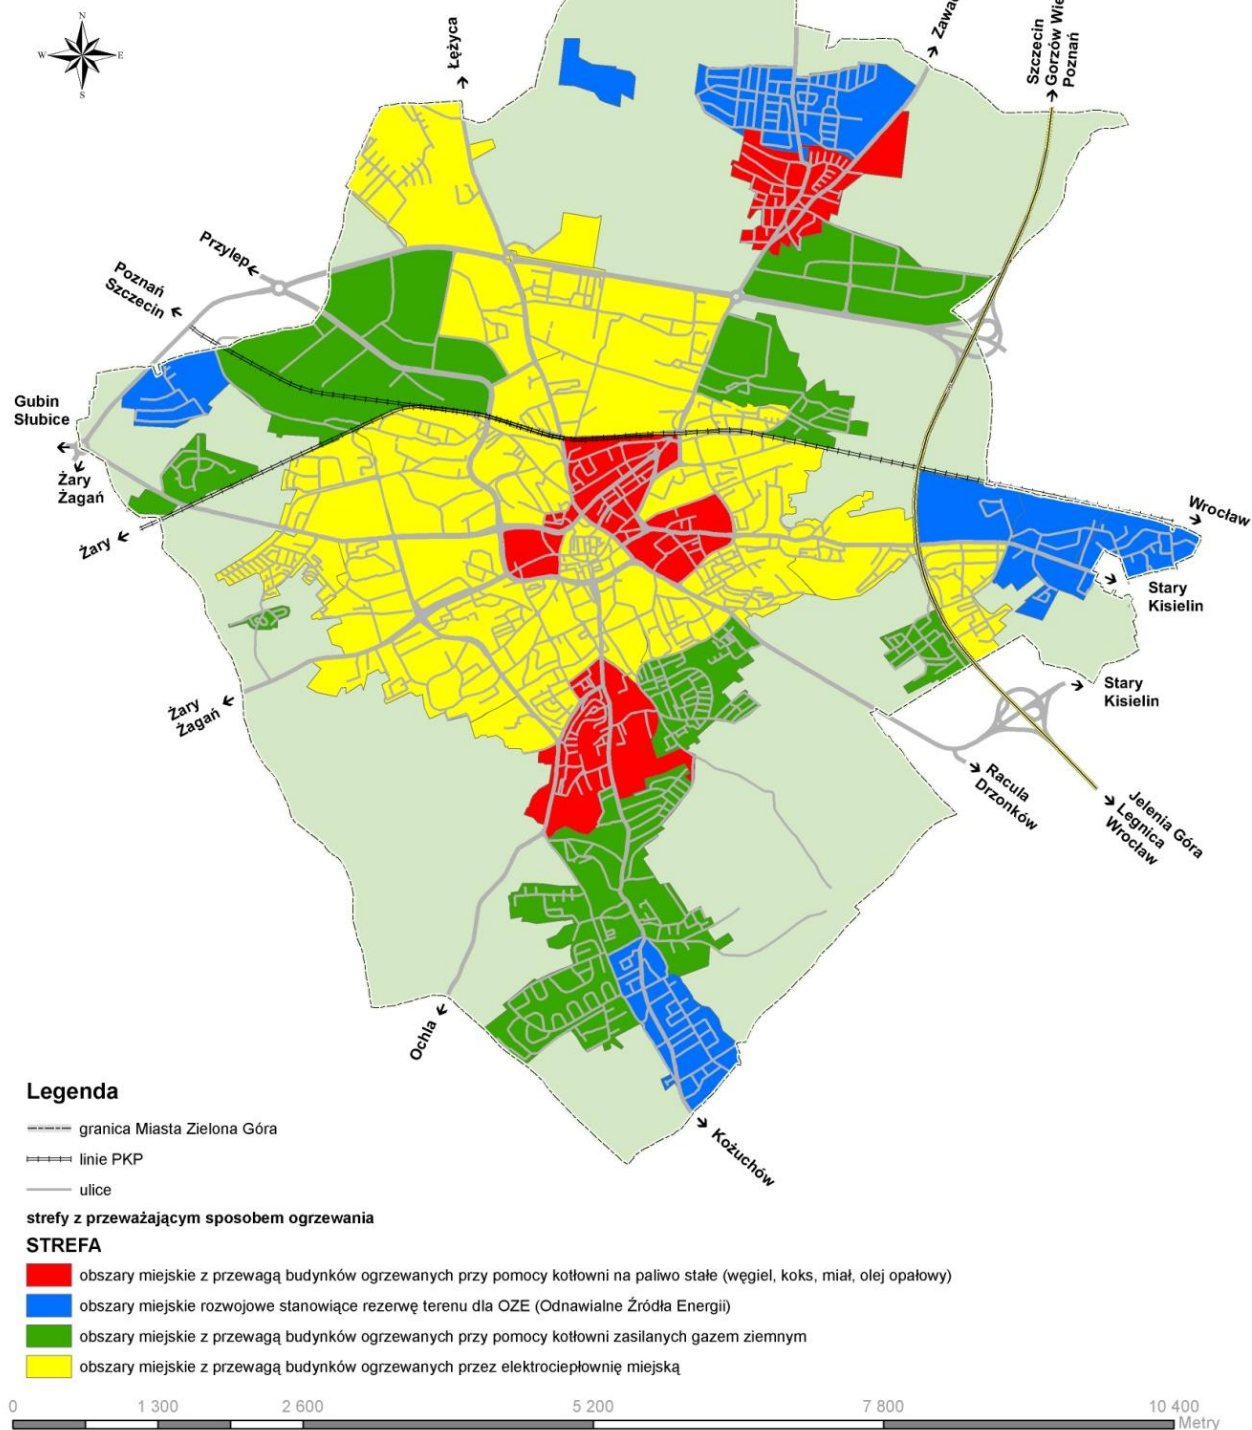 N
W
E
S
Łężyca
Zawa
Szczecin
Gorzów Wie
Poznań
Przylep
Poznań
Szczecin
Gubin
Słubice
Żary
Żagań
Żary
Wrocław
Stary
Kisielin
Stary
Kisielin
Żary
Żagań
Racula
Drzonków
Jelenia Góra
Legnica
Wrocław
Ochla
Kożuchów
Legenda
granica Miasta Zielona Góra
linie PKP
ulice
strefy z przeważającym sposobem ogrzewania
STREFA
obszary miejskie z przewagą budynków ogrzewanych przy pomocy kotłowni na paliwo stałe (węgiel, koks, miał, olej opałowy)
obszary miejskie rozwojowe stanowiące rezerwę terenu dla OZE (Odnawialne Źródła Energii)
obszary miejskie z przewagą budynków ogrzewanych przy pomocy kotłowni zasilanych gazem ziemnym
obszary miejskie z przewagą budynków ogrzewanych przez elektrociepłownię miejską
0 1 300 2 600 5 200 7 800 10 400
Metry